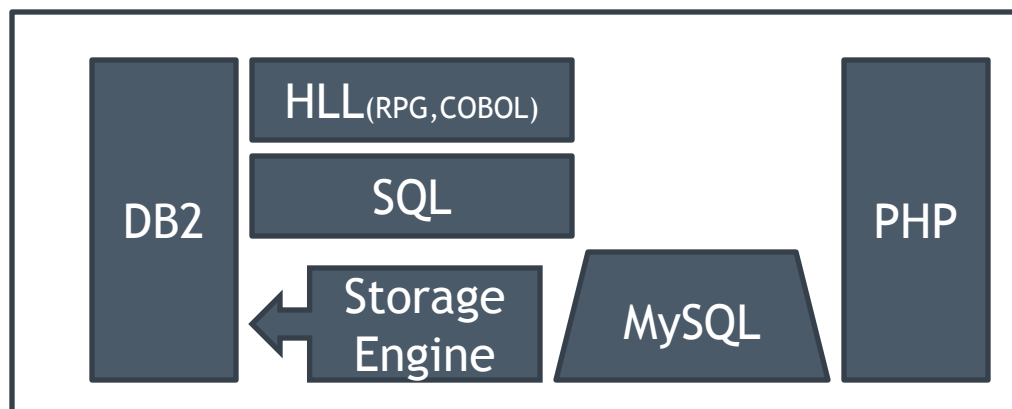 DB2
HLL(RPG,COBOL)
SQL
Storage
Engine
MySQL
PHP